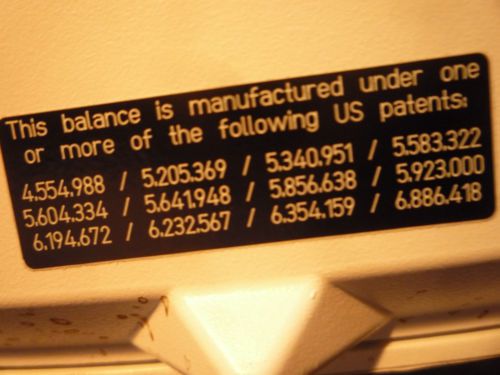 This balance is manufactured under one
or more of the following US patents:
4.554.988 / 5.205.369 / 5.340.951 / 5.583.322
5.604.334 / 5.641.948 / 5.856.638 / 5.923.000
6.194.672 / 6.232.567 / 6.354.159 / 6.886.418